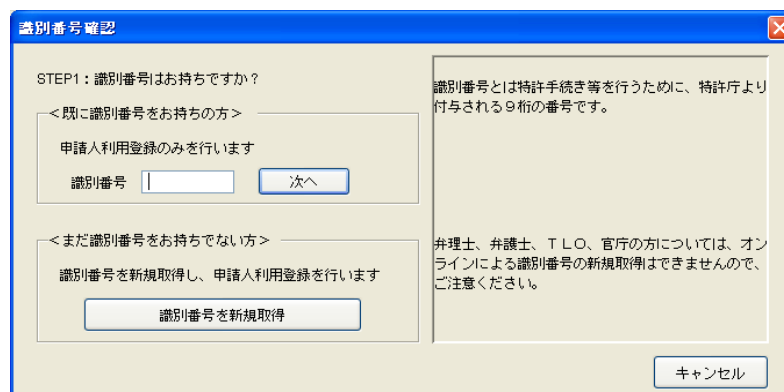 識別番号確認
STEP1：識別番号はお持ちですか？
＜既に識別番号をお持ちの方＞
申請人利用登録のみを行います
識別番号
次へ
＜まだ識別番号をお持ちでない方＞
識別番号を新規取得し、申請人利用登録を行います
識別番号を新規取得
識別番号とは特許手続き等を行うために、特許庁より
付与される９桁の番号です。
弁理士、弁護士、ＴＬＯ、官庁の方については、オン
ラインによる識別番号の新規取得はできませんので、
ご注意ください。
キャンセル